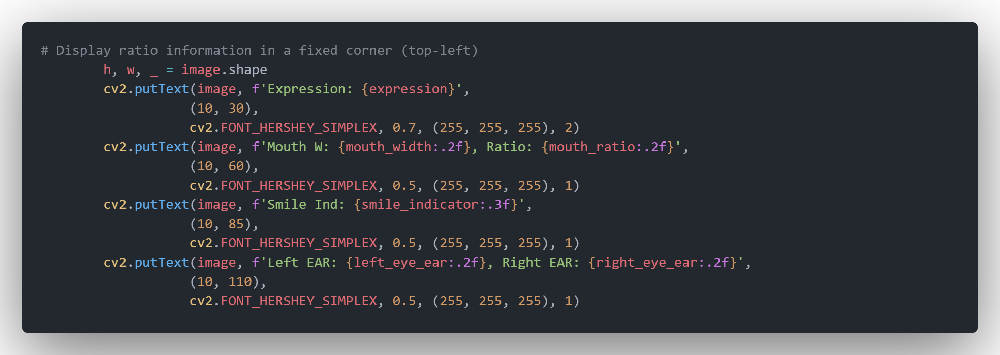 # Display ratio information in a fixed corner (top-left)
        h, w, _ = image.shape
        cv2.putText(image, f'Expression: {expression}',
                   (10, 30),
                   cv2.FONT_HERSHEY_SIMPLEX, 0.7, (255, 255, 255), 2)
        cv2.putText(image, f'Mouth W: {mouth_width:.2f}, Ratio: {mouth_ratio:.2f}',
                   (10, 60),
                   cv2.FONT_HERSHEY_SIMPLEX, 0.5, (255, 255, 255), 1)
        cv2.putText(image, f'Smile Ind: {smile_indicator:.3f}',
                   (10, 85),
                   cv2.FONT_HERSHEY_SIMPLEX, 0.5, (255, 255, 255), 1)
        cv2.putText(image, f'Left EAR: {left_eye_ear:.2f}, Right EAR: {right_eye_ear:.2f}',
                   (10, 110),
                   cv2.FONT_HERSHEY_SIMPLEX, 0.5, (255, 255, 255), 1)